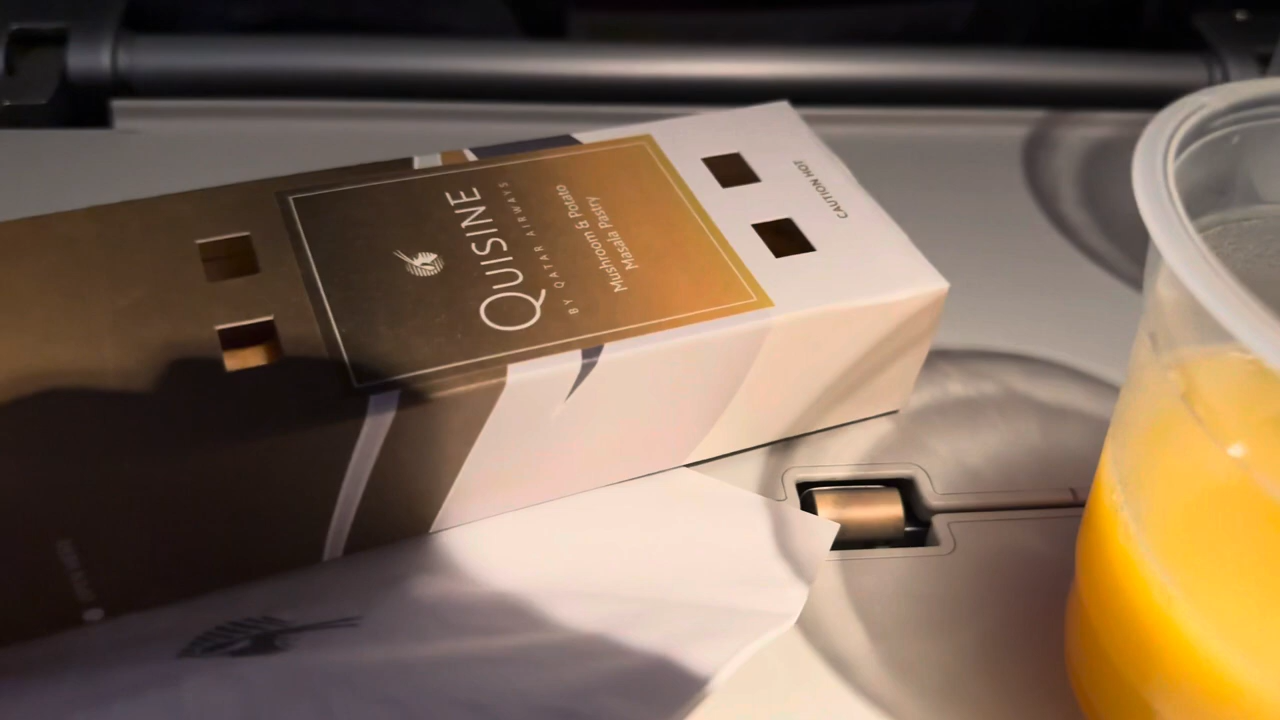 QUISINE
BY QATAR AIRWAYS
Mushroom & Potato
Masala Pastry
CAUTION HOT